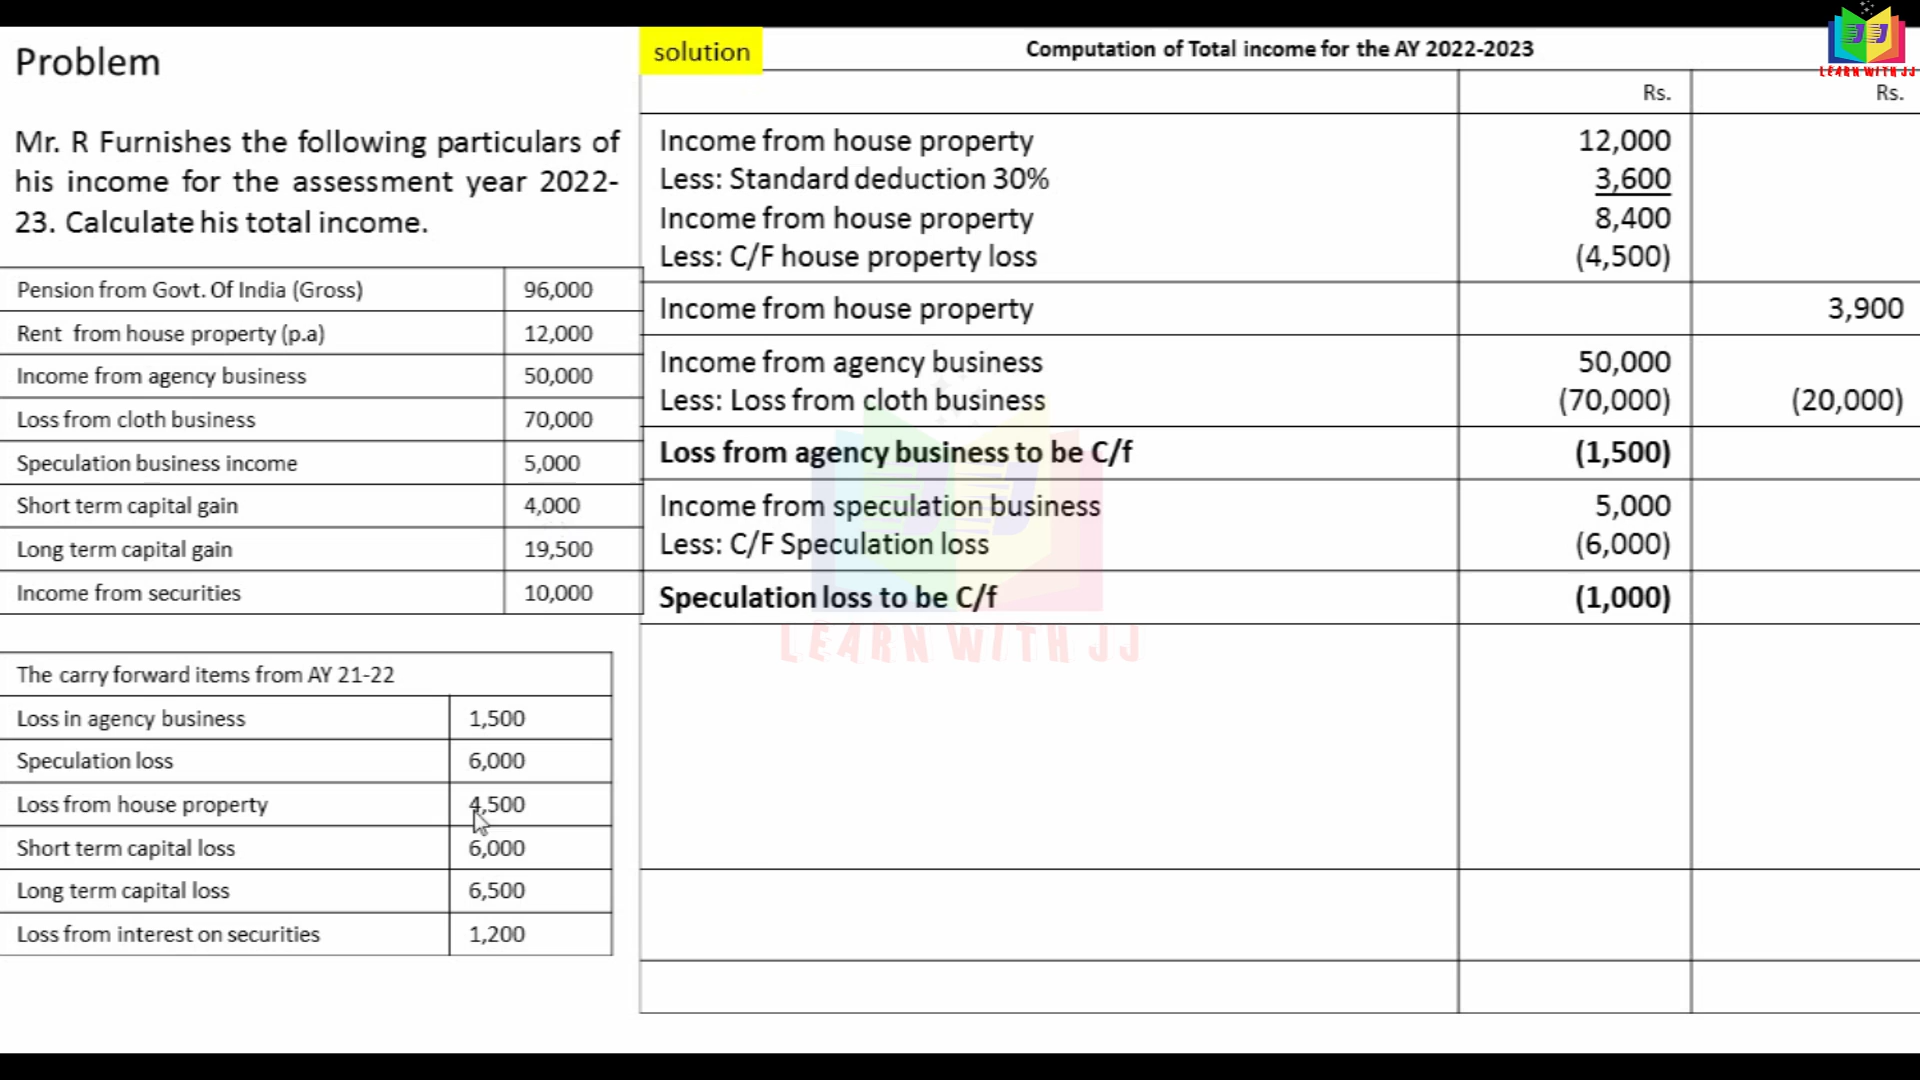 Problem
Mr. R Furnishes the following particulars of
his income for the assessment year 2022-
23. Calculate his total income.
Pension from Govt. Of India (Gross) 96,000
Rent from house property (p.a) 12,000
Income from agency business 50,000
Loss from cloth business 70,000
Speculation business income 5,000
Short term capital gain 4,000
Long term capital gain 19,500
Income from securities 10,000
The carry forward items from AY 21-22
Loss in agency business 1,500
Speculation loss 6,000
Loss from house property 4,500
Short term capital loss 6,000
Long term capital loss 6,500
Loss from interest on securities 1,200
solution
Computation of Total income for the AY 2022-2023
Rs. Rs.
Income from house property 12,000
Less: Standard deduction 30% 3,600
Income from house property 8,400
Less: C/F house property loss (4,500)
Income from house property 3,900
Income from agency business 50,000
Less: Loss from cloth business (70,000) (20,000)
Loss from agency business to be C/f (1,500)
Income from speculation business 5,000
Less: C/F Speculation loss (6,000)
Speculation loss to be C/f (1,000)
JJ
LEARN WITH JJ
JJ
LEARN WITH JJ